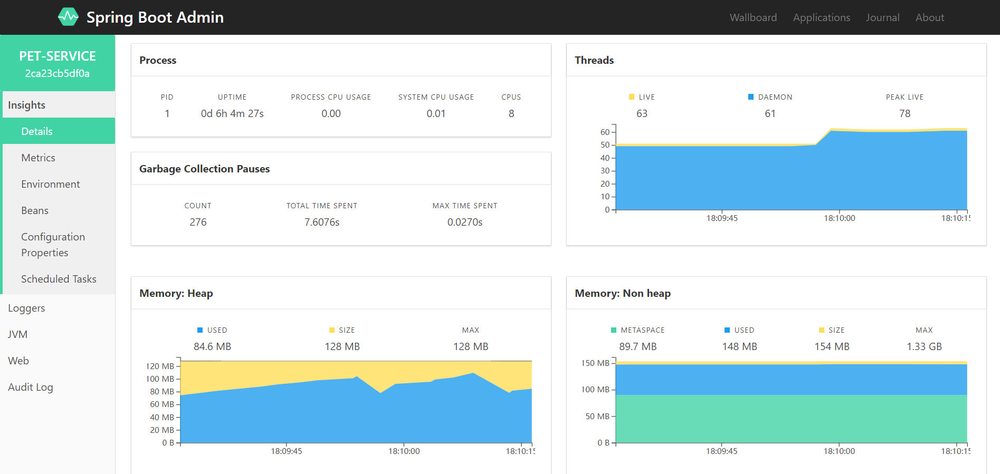 Spring Boot Admin
Wallboard Applications Journal About
PET-SERVICE
2ca23cb5df0a
Insights
Details
Metrics
Environment
Beans
Configuration
Properties
Scheduled Tasks
Loggers
JVM
Web
Audit Log
Process
PID UPTIME PROCESS CPU USAGE SYSTEM CPU USAGE CPUS
1 0d 6h 4m 27s 0.00 0.01 8
Garbage Collection Pauses
COUNT TOTAL TIME SPENT MAX TIME SPENT
276 7.6076s 0.0270s
Threads
LIVE DAEMON PEAK LIVE
63 61 78
60
50
40
30
20
10
0
18:09:45 18:10:00 18:10:15
Memory: Heap
USED SIZE MAX
84.6 MB 128 MB 128 MB
120 MB
100 MB
80 MB
60 MB
40 MB
20 MB
0 B
18:09:45 18:10:00 18:10:15
Memory: Non heap
METASPACE USED SIZE MAX
89.7 MB 148 MB 154 MB 1.33 GB
150 MB
100 MB
50 MB
0 B
18:09:45 18:10:00 18:10:15